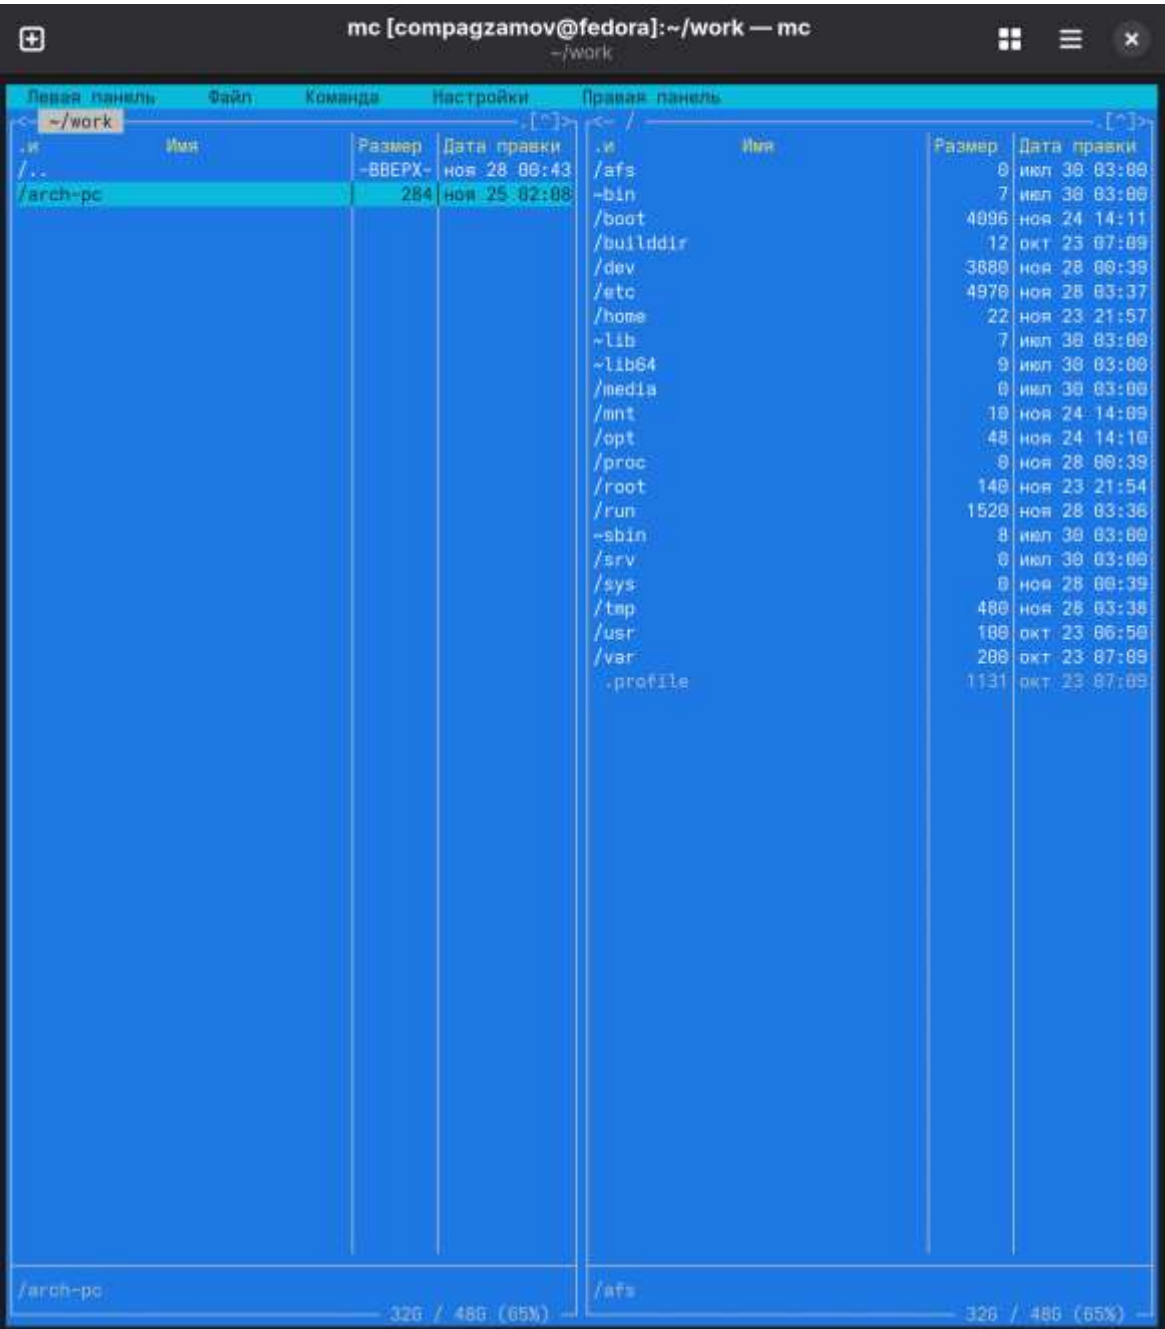 mc [compagzamov@fedora]:~/work — mc
~/work
Левая панель Файл Команда Настройки Правая панель
<- ~/work .[^]>
.и Имя Размер Дата правки
/.. -ВВЕРХ- ноя 28 00:43
/arch-pc 284 ноя 25 02:08
/arch-pc
32G / 48G (65%)
<- / .[^]>
.и Имя Размер Дата правки
/afs 0 июл 30 03:00
~bin 7 июл 30 03:00
/boot 4096 ноя 24 14:11
/builddir 12 окт 23 07:09
/dev 3880 ноя 28 00:39
/etc 4970 ноя 28 03:37
/home 22 ноя 23 21:57
~lib 7 июл 30 03:00
~lib64 9 июл 30 03:00
/media 0 июл 30 03:00
/mnt 10 ноя 24 14:09
/opt 48 ноя 24 14:10
/proc 0 ноя 28 00:39
/root 140 ноя 23 21:54
/run 1520 ноя 28 03:36
~sbin 8 июл 30 03:00
/srv 0 июл 30 03:00
/sys 0 ноя 28 00:39
/tmp 480 ноя 28 03:38
/usr 100 окт 23 06:50
/var 200 окт 23 07:09
.profile 1131 окт 23 07:09
/afs
32G / 48G (65%)